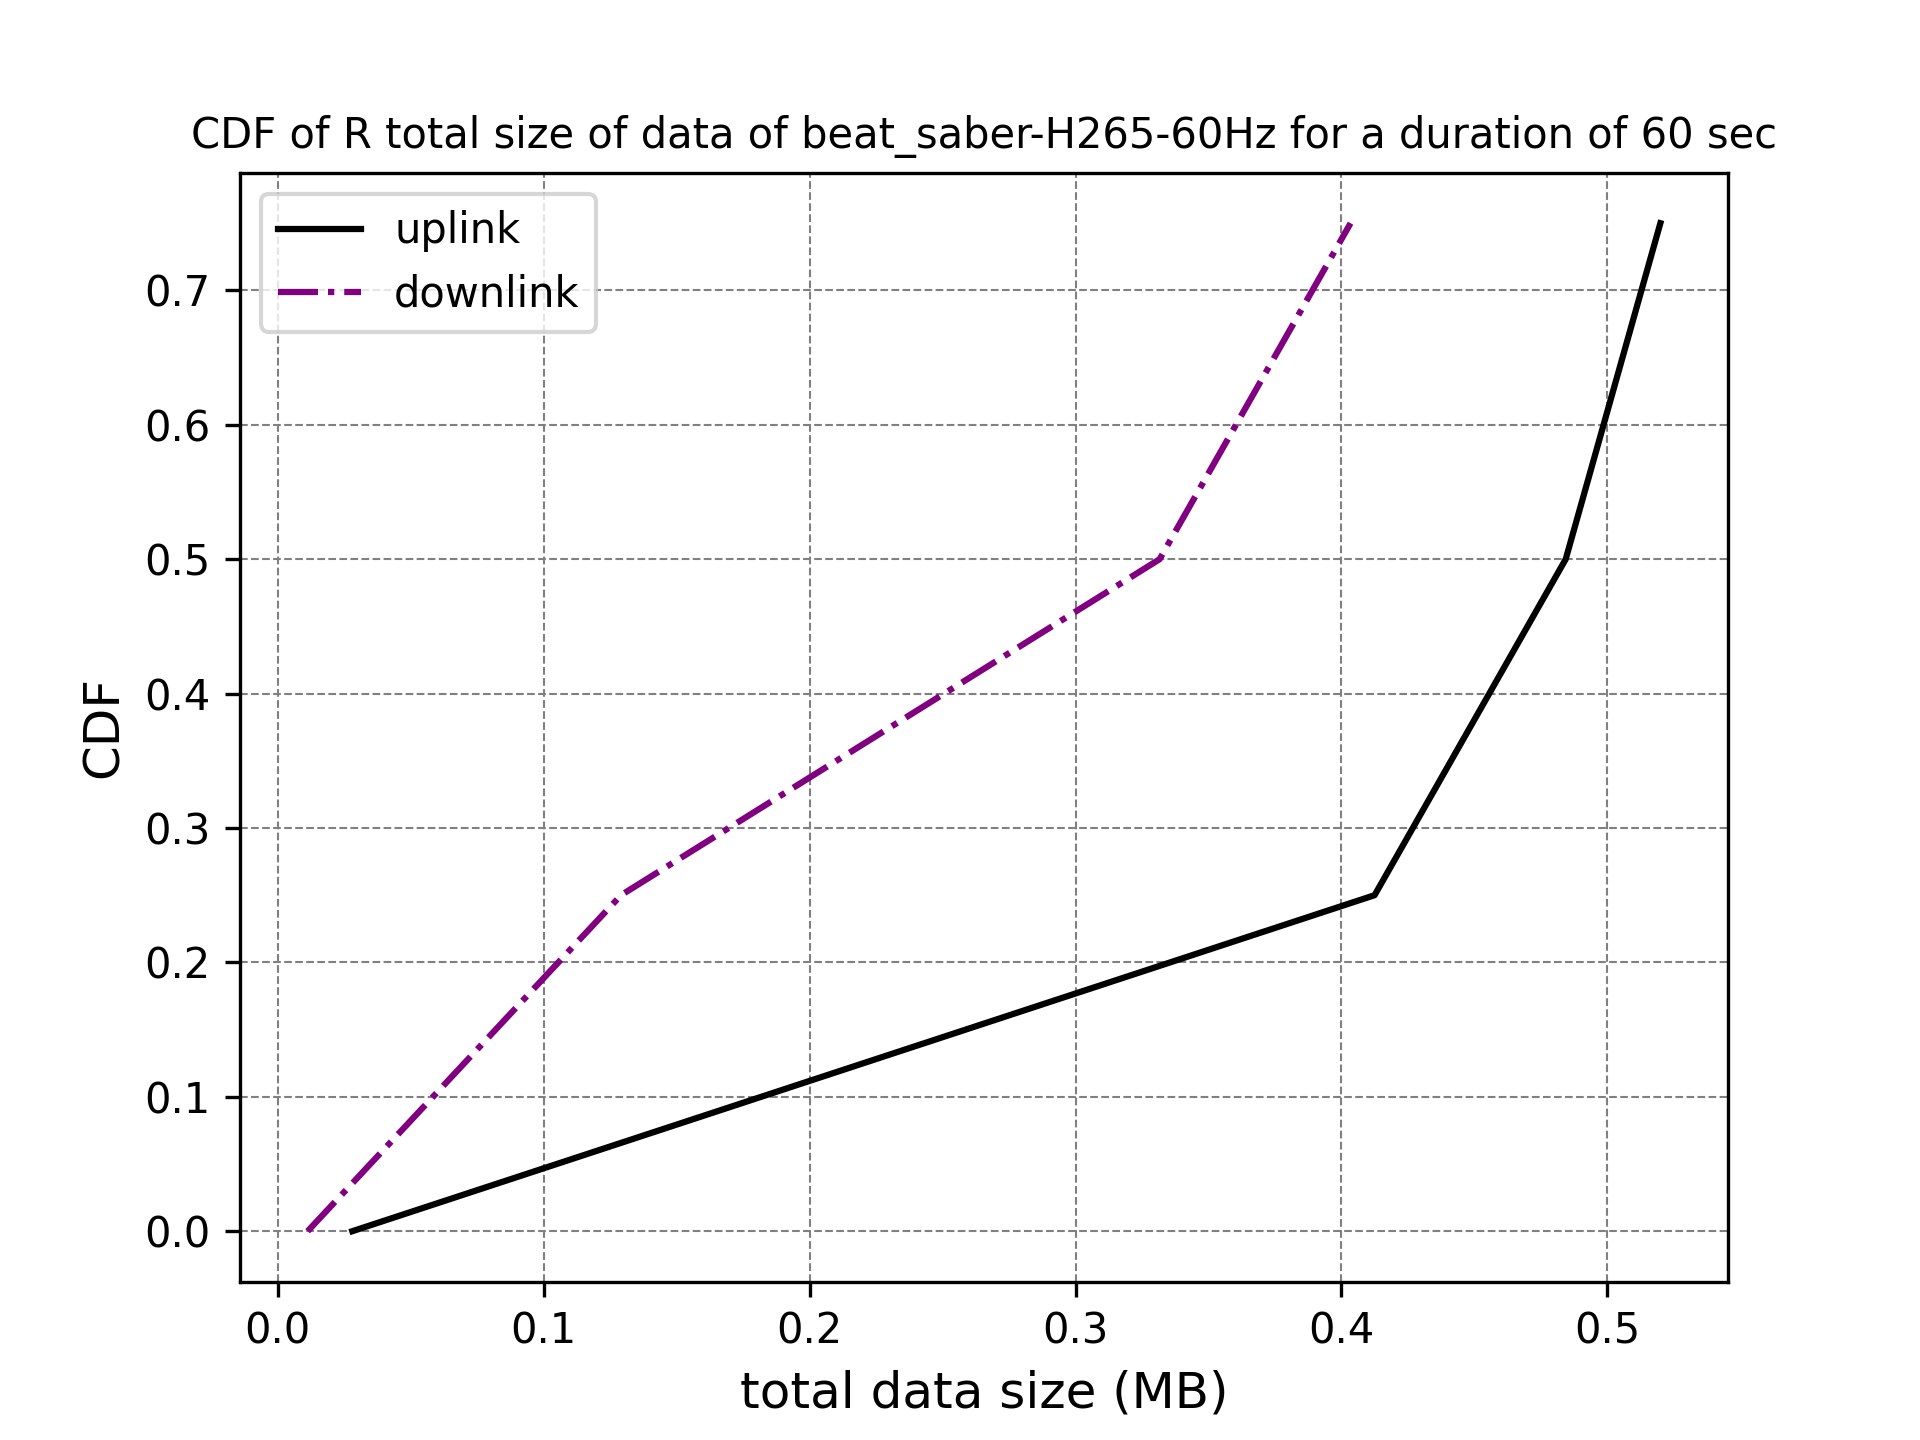 CDF of R total size of data of beat_saber-H265-60Hz for a duration of 60 sec
uplink
downlink
CDF
0.7
0.6
0.5
0.4
0.3
0.2
0.1
0.0
0.0 0.1 0.2 0.3 0.4 0.5
total data size (MB)